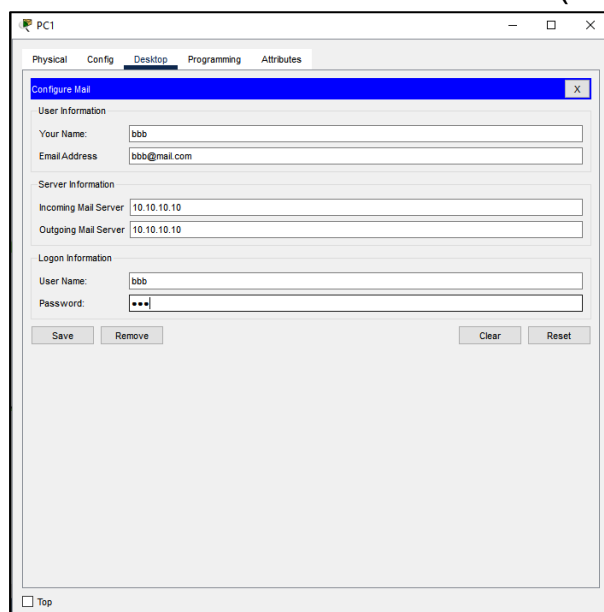 PC1
Physical Config Desktop Programming Attributes
Configure Mail X
User Information
Your Name: bbb
Email Address bbb@mail.com
Server Information
Incoming Mail Server 10.10.10.10
Outgoing Mail Server 10.10.10.10
Logon Information
User Name: bbb
Password: •••
Save Remove Clear Reset
Top